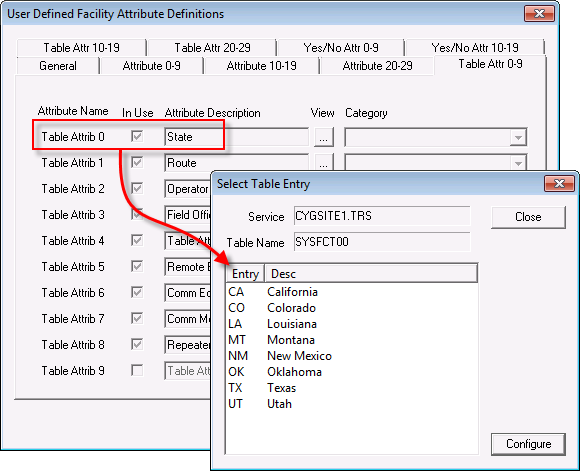 User Defined Facility Attribute Definitions
Table Attr 10-19 Table Attr 20-29 Yes/No Attr 0-9 Yes/No Attr 10-19
General Attribute 0-9 Attribute 10-19 Attribute 20-29 Table Attr 0-9
Attribute Name In Use Attribute Description View Category
Table Attrib 0 State ...
Table Attrib 1 Route ...
Table Attrib 2 Operator
Table Attrib 3 Field Offic
Table Attrib 4 Table Att
Table Attrib 5 Remote
Table Attrib 6 Comm
Table Attrib 7 Comm
Table Attrib 8 Repeate
Table Attrib 9 Table Att
Select Table Entry
Service CYGSITE1.TRS Close
Table Name SYSFCT00
Entry Desc
CA California
CO Colorado
LA Louisiana
MT Montana
NM New Mexico
OK Oklahoma
TX Texas
UT Utah
Configure